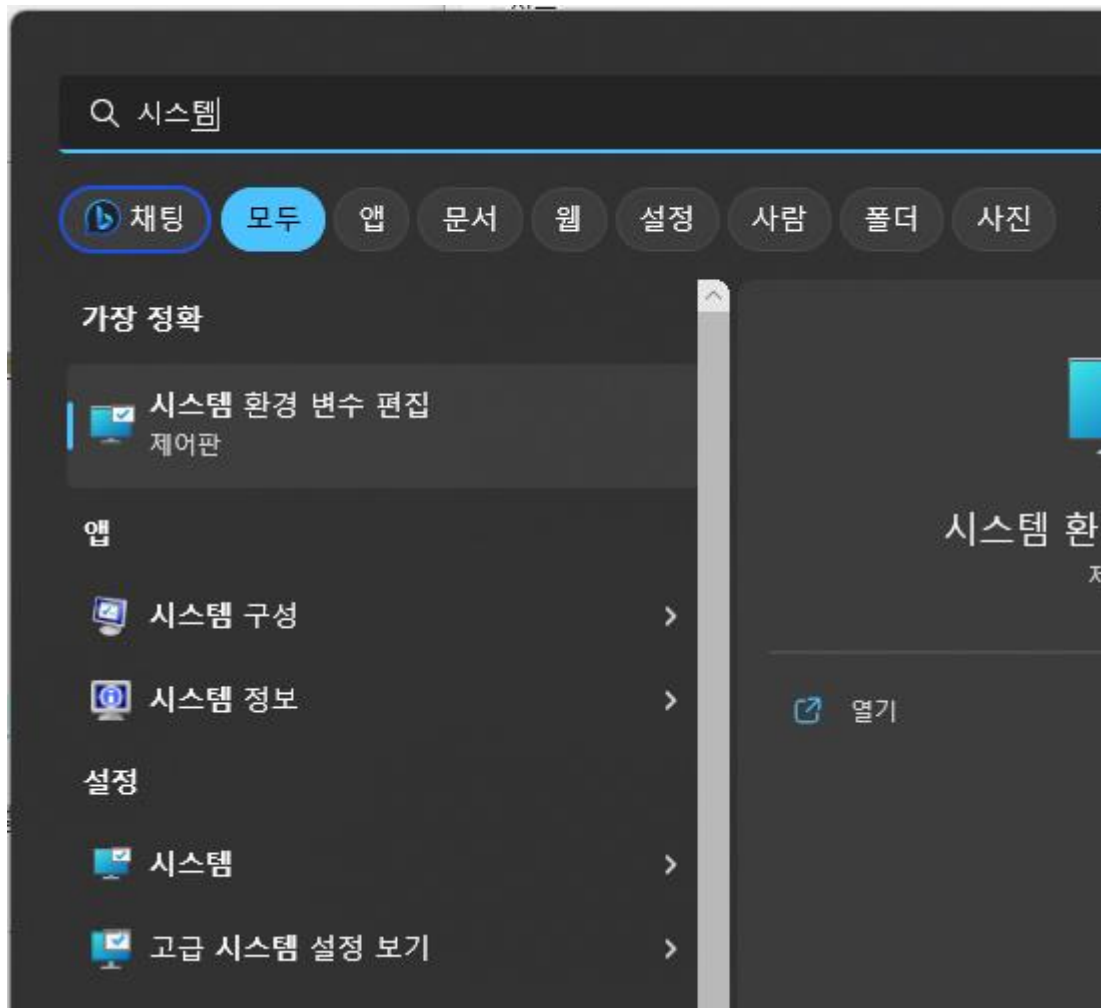 시스템
채팅 모두 앱 문서 웹 설정 사람 폴더 사진
가장 정확
시스템 환경 변수 편집
제어판
앱
시스템 구성
시스템 정보
설정
시스템
고급 시스템 설정 보기
시스템 환
열기